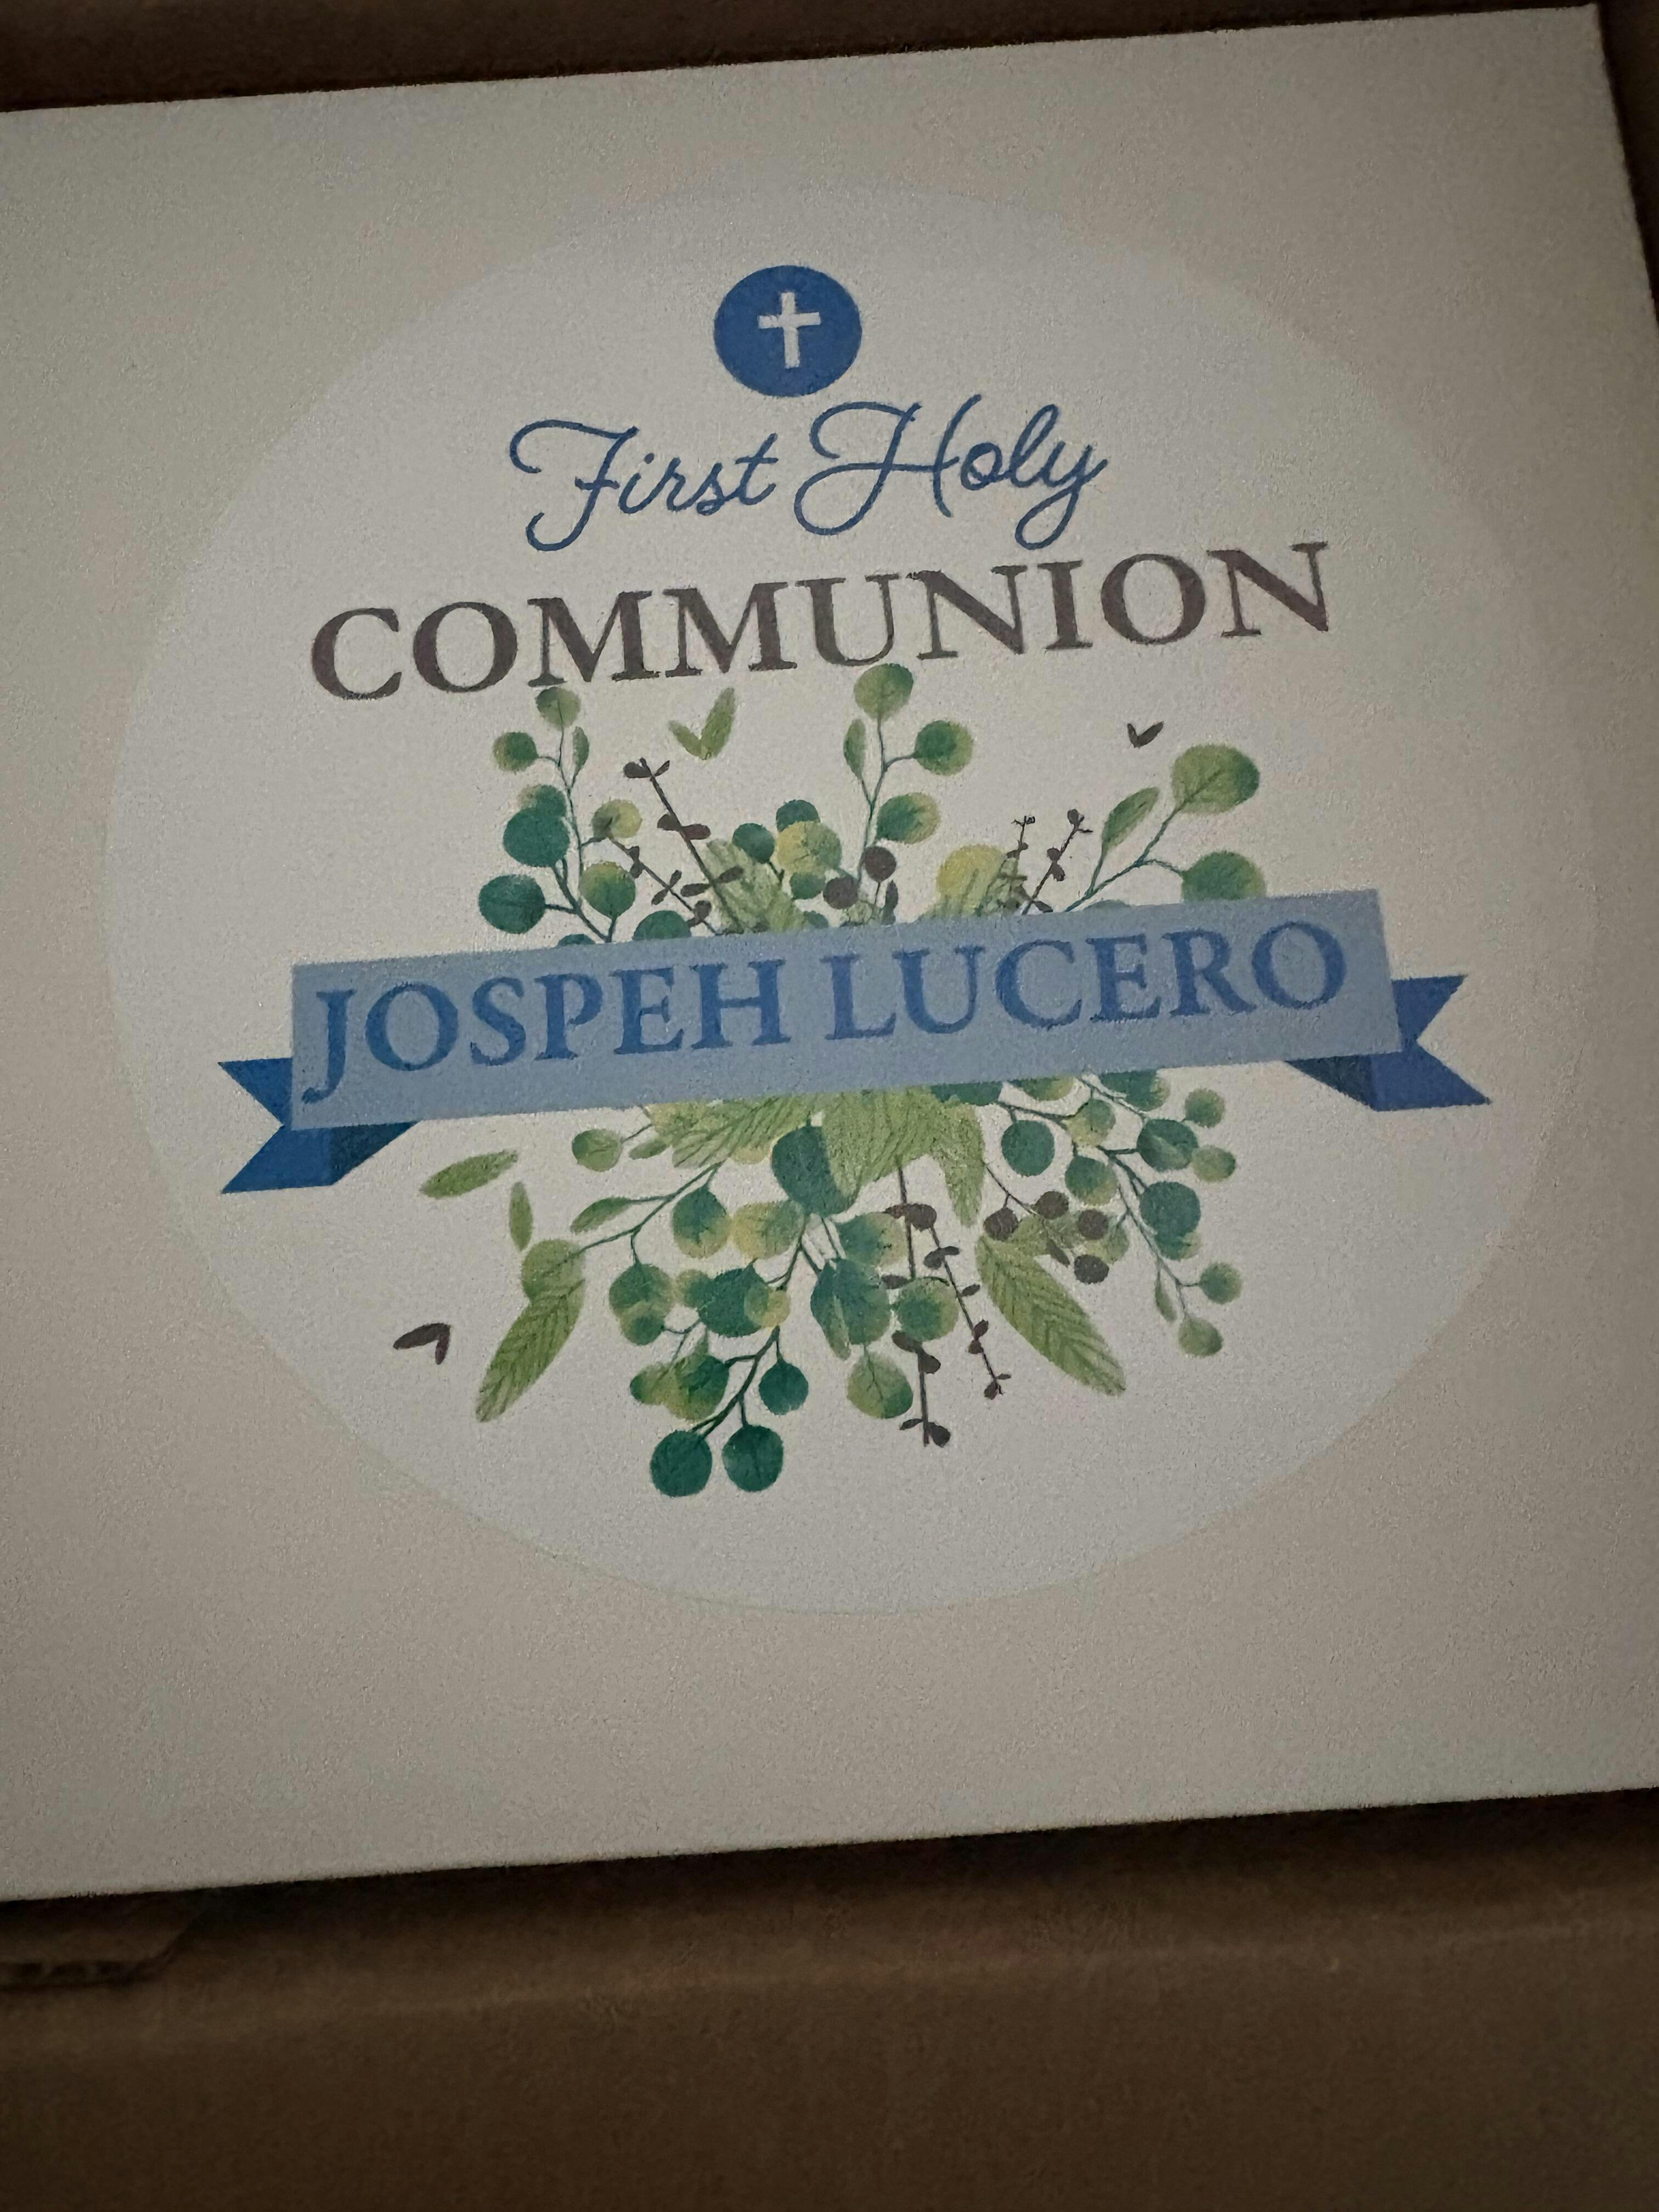 First Holy
COMMUNION
JOSPEH LUCERO